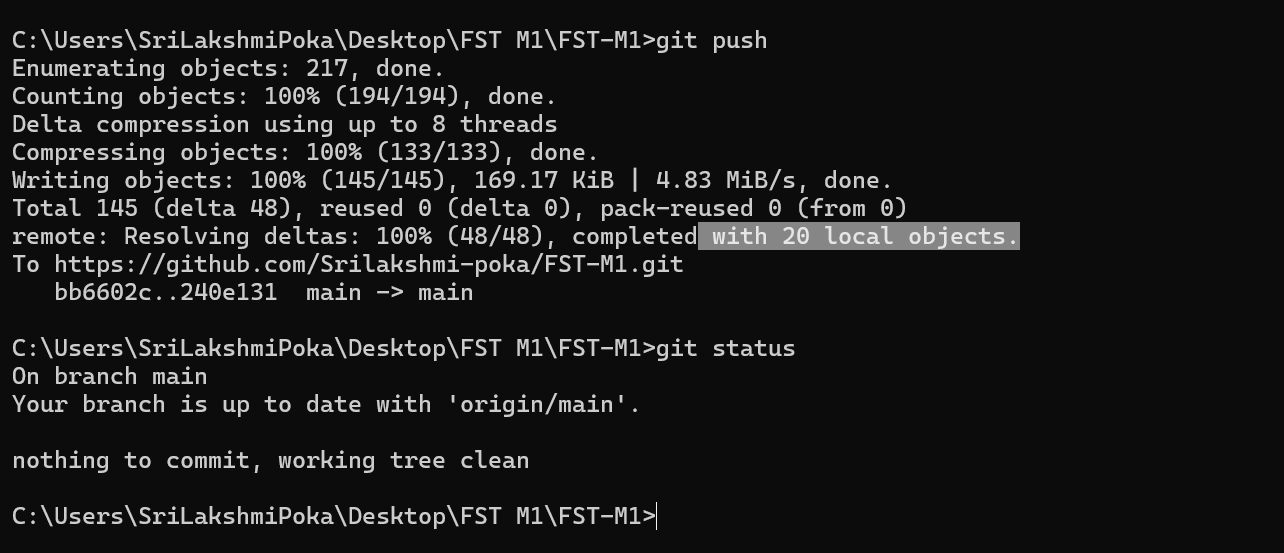 C:\Users\SriLakshmiPoka\Desktop\FST M1\FST-M1>git push
Enumerating objects: 217, done.
Counting objects: 100% (194/194), done.
Delta compression using up to 8 threads
Compressing objects: 100% (133/133), done.
Writing objects: 100% (145/145), 169.17 KiB | 4.83 MiB/s, done.
Total 145 (delta 48), reused 0 (delta 0), pack-reused 0 (from 0)
remote: Resolving deltas: 100% (48/48), completed with 20 local objects.
To https://github.com/Srilakshmi-poka/FST-M1.git
   bb6602c..240e131  main -> main
C:\Users\SriLakshmiPoka\Desktop\FST M1\FST-M1>git status
On branch main
Your branch is up to date with 'origin/main'.
nothing to commit, working tree clean
C:\Users\SriLakshmiPoka\Desktop\FST M1\FST-M1>